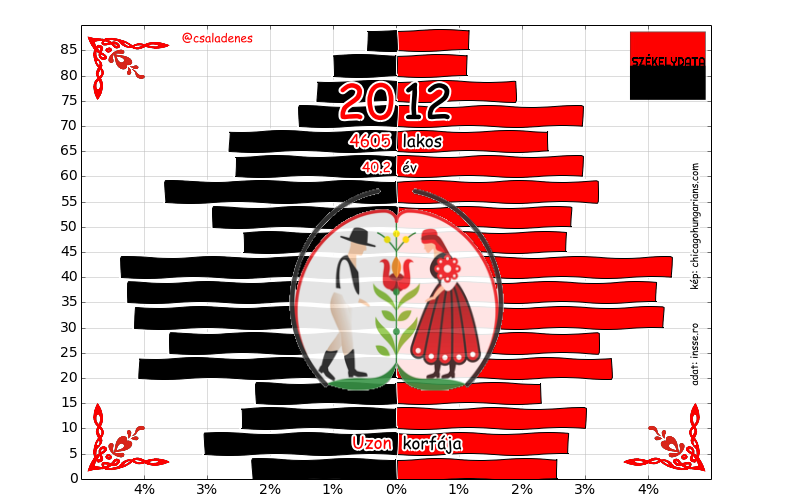 @csaladenes
SZÉKELYDATA
2012
4605 lakos
40.2 év
Uzon korfája
kép: chicagohungarians.com
adat: insse.ro
85
80
75
70
65
60
55
50
45
40
35
30
25
20
15
10
5
0
4% 3% 2% 1% 0% 1% 2% 3% 4%